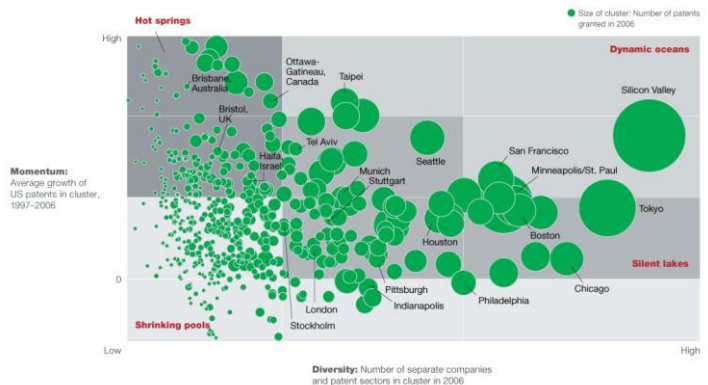 Hot springs
Size of cluster: Number of patents
granted in 2006
High
Dynamic oceans
Ottawa-
Gatineau,
Canada
Taipei
Brisbane,
Australia
Silicon Valley
Bristol,
UK
Tel Aviv
Seattle
San Francisco
Haifa,
Israel
Munich
Minneapolis/St. Paul
Momentum:
Average growth of
US patents in cluster,
1997–2006
Stuttgart
Tokyo
Houston
Boston
Silent lakes
0
Pittsburgh
Chicago
London
Indianapolis
Philadelphia
Shrinking pools
Stockholm
Low
High
Diversity: Number of separate companies
and patent sectors in cluster in 2006